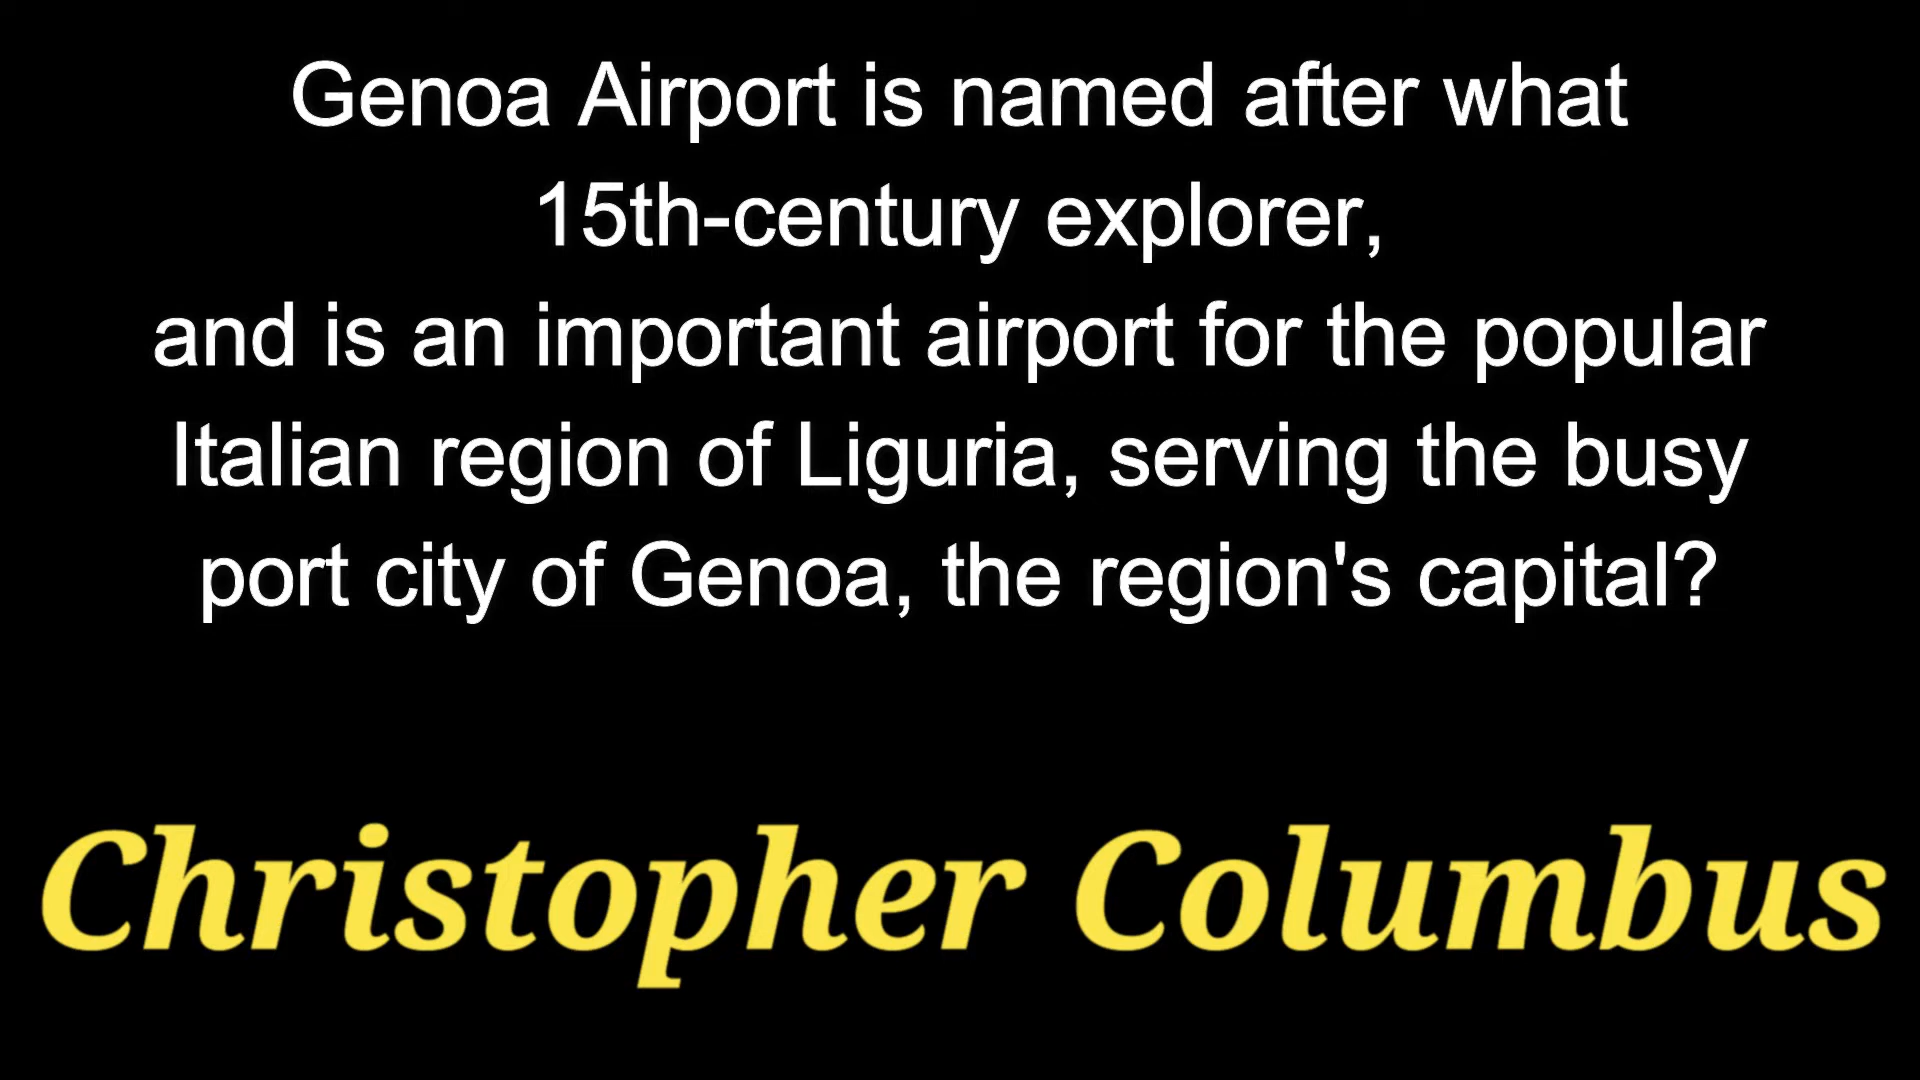 Genoa Airport is named after what
15th-century explorer,
and is an important airport for the popular
Italian region of Liguria, serving the busy
port city of Genoa, the region's capital?
Christopher Columbus